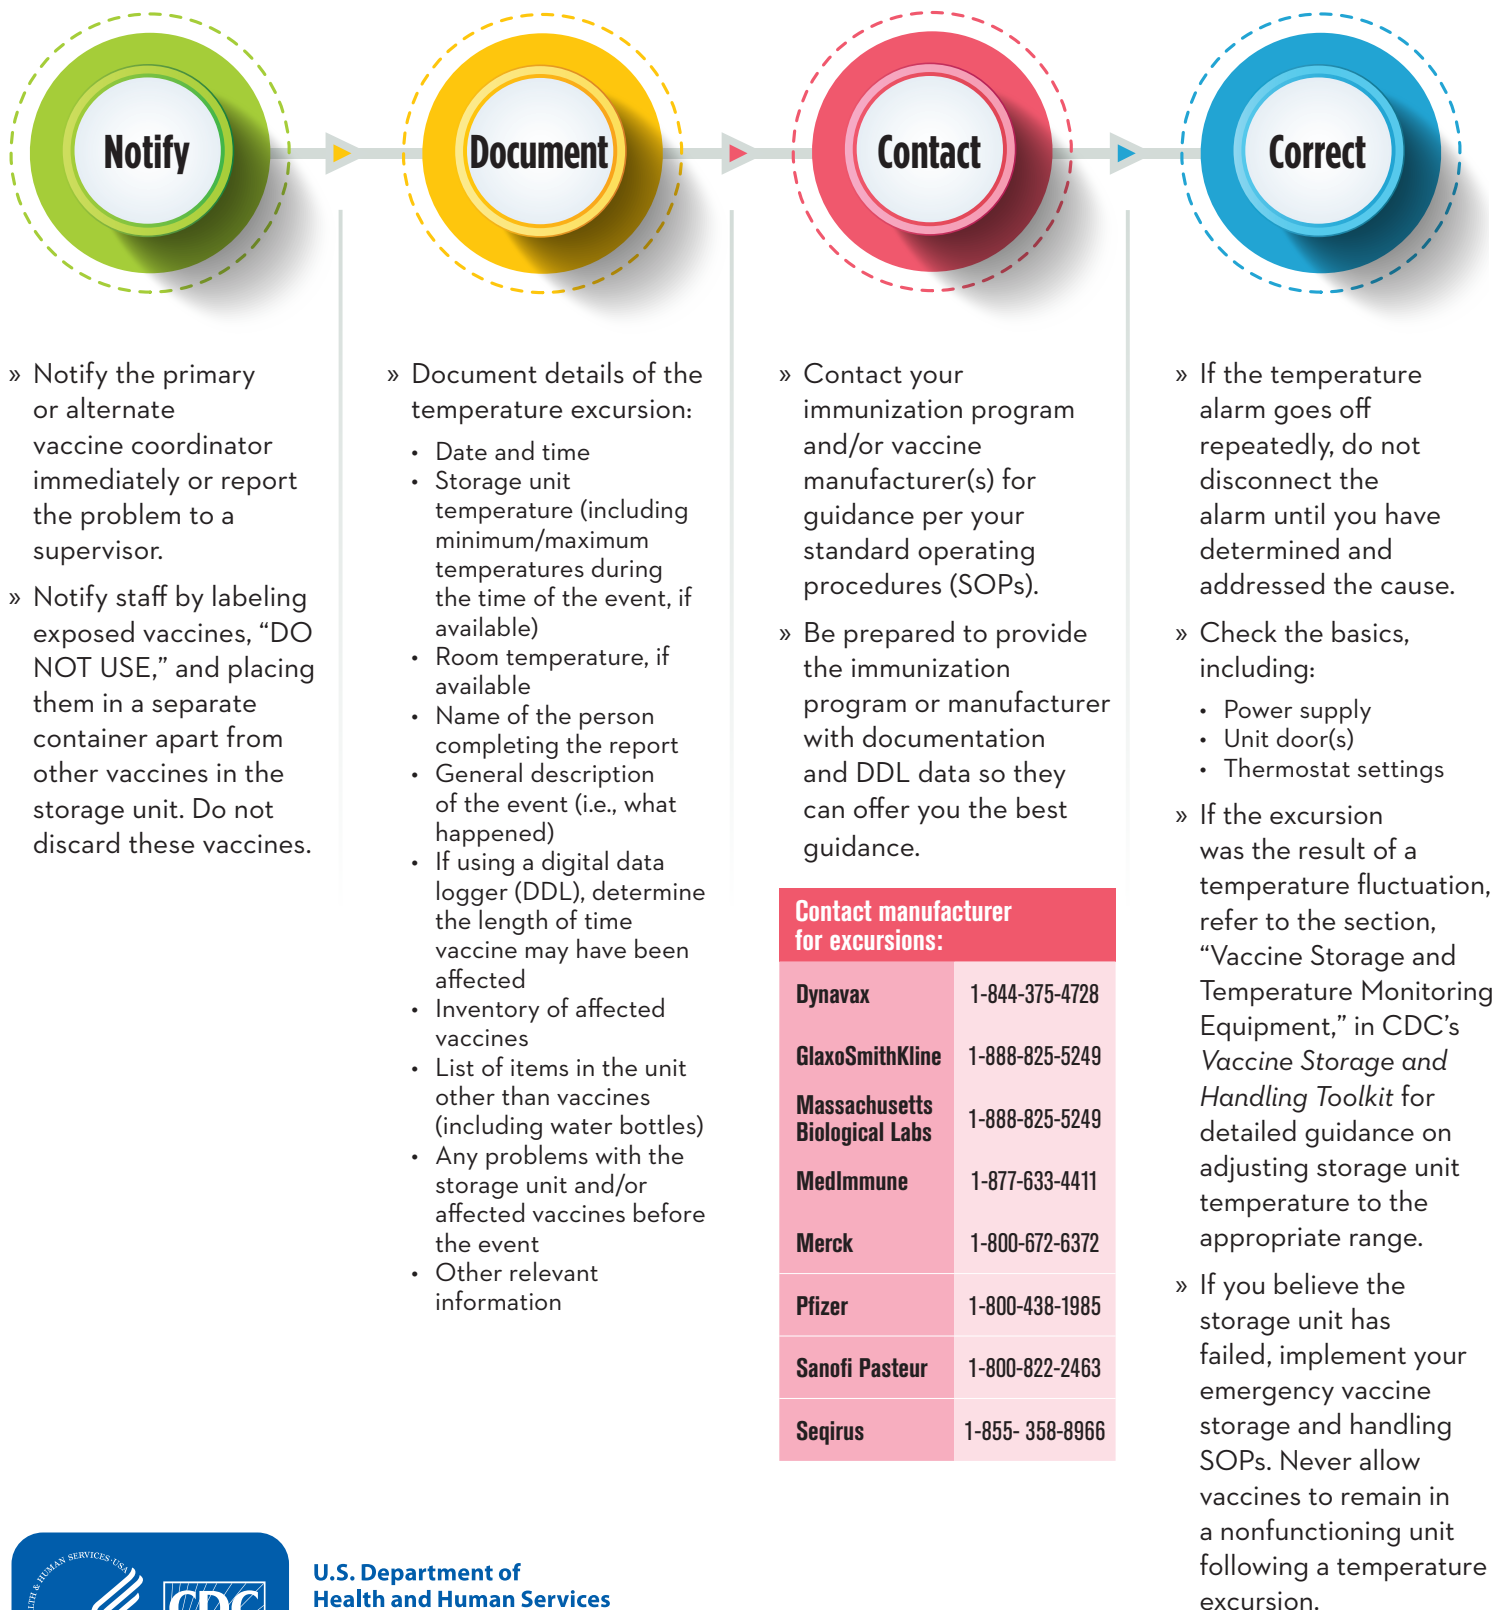 Notify
Document
Contact
Correct
» Notify the primary
or alternate
vaccine coordinator
immediately or report
the problem to a
supervisor.
» Notify staff by labeling
exposed vaccines, “DO
NOT USE,” and placing
them in a separate
container apart from
other vaccines in the
storage unit. Do not
discard these vaccines.
» Document details of the
temperature excursion:
• Date and time
• Storage unit
temperature (including
minimum/maximum
temperatures during
the time of the event, if
available)
• Room temperature, if
available
• Name of the person
completing the report
• General description
of the event (i.e., what
happened)
• If using a digital data
logger (DDL), determine
the length of time
vaccine may have been
affected
• Inventory of affected
vaccines
• List of items in the unit
other than vaccines
(including water bottles)
• Any problems with the
storage unit and/or
affected vaccines before
the event
• Other relevant
information
» Contact your
immunization program
and/or vaccine
manufacturer(s) for
guidance per your
standard operating
procedures (SOPs).
» Be prepared to provide
the immunization
program or manufacturer
with documentation
and DDL data so they
can offer you the best
guidance.
Contact manufacturer
for excursions:
Dynavax 1-844-375-4728
GlaxoSmithKline 1-888-825-5249
Massachusetts
Biological Labs 1-888-825-5249
MedImmune 1-877-633-4411
Merck 1-800-672-6372
Pfizer 1-800-438-1985
Sanofi Pasteur 1-800-822-2463
Seqirus 1-855- 358-8966
» If the temperature
alarm goes off
repeatedly, do not
disconnect the
alarm until you have
determined and
addressed the cause.
» Check the basics,
including:
• Power supply
• Unit door(s)
• Thermostat settings
» If the excursion
was the result of a
temperature fluctuation,
refer to the section,
“Vaccine Storage and
Temperature Monitoring
Equipment,” in CDC’s
Vaccine Storage and
Handling Toolkit for
detailed guidance on
adjusting storage unit
temperature to the
appropriate range.
» If you believe the
storage unit has
failed, implement your
emergency vaccine
storage and handling
SOPs. Never allow
vaccines to remain in
a nonfunctioning unit
following a temperature
excursion.
& HUMAN SERVICES·USA
CDC
U.S. Department of
Health and Human Services